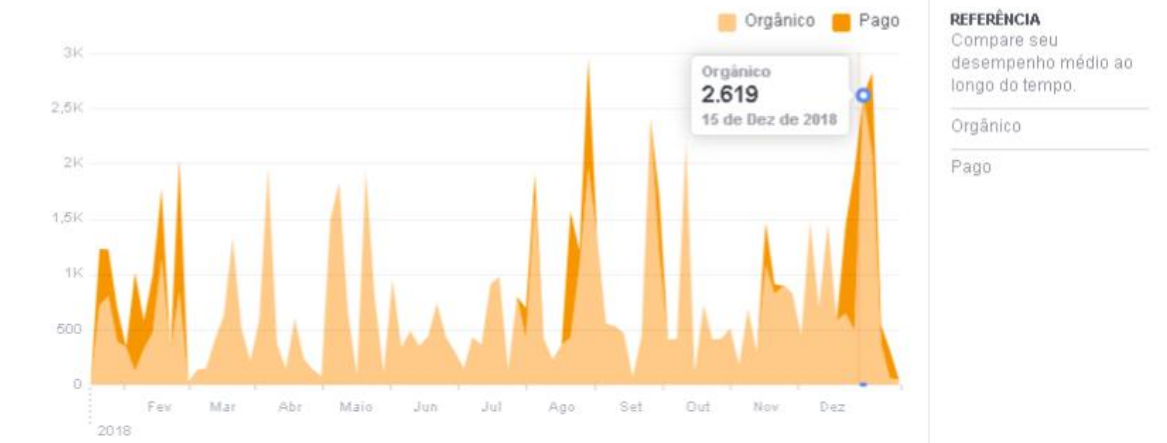 Orgânico
Pago
REFERÊNCIA
Compare seu
desempenho médio ao
longo do tempo.
Orgânico
Pago
Orgânico
2.619
15 de Dez de 2018
3K
2,5K
2K
1,5K
1K
500
0
Fev Mar Abr Maio Jun Jul Ago Set Out Nov Dez
2018